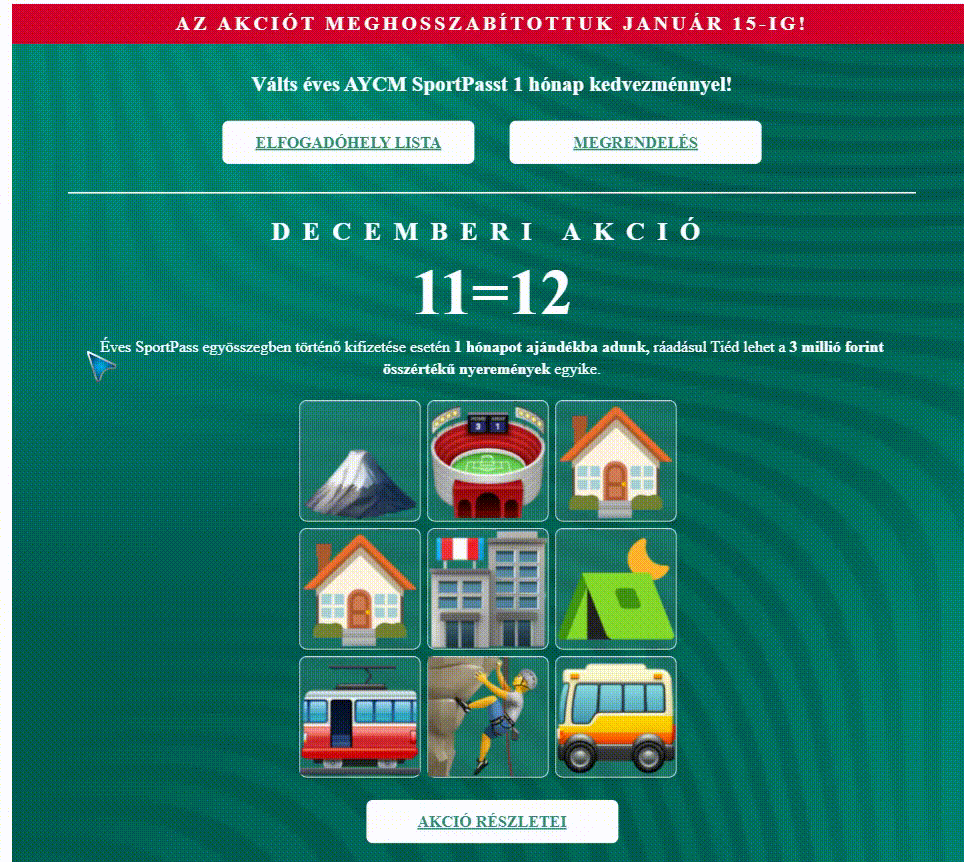 AZ AKCIÓT MEGHOSSZABÍTOTTUK JANUÁR 15-IG!
Válts éves AYCM SportPasst 1 hónap kedvezménnyel!
ELFOGADÓHELY LISTA
MEGRENDELÉS
DECEMBERI AKCIÓ
11=12
Éves SportPass egyösszegben történő kifizetése esetén 1 hónapot ajándékba adunk, ráadásul Tiéd lehet a 3 millió forint
összértékű nyeremények egyike.
3 1
AKCIÓ RÉSZLETEI